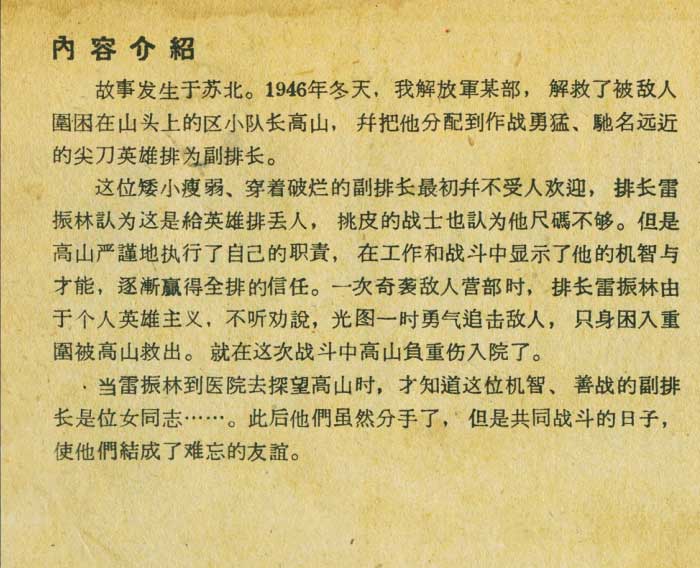 內容介紹
故事发生于苏北。1946年冬天，我解放軍某部，解救了被敌人
圍困在山头上的区小队长高山，幷把他分配到作战勇猛、馳名远近
的尖刀英雄排为副排长。
这位矮小瘦弱、穿着破烂的副排长最初幷不受人欢迎，排长雷
振林認为这是給英雄排丟人，挑皮的战士也認为他尺碼不够。但是
高山严謹地执行了自己的职責，在工作和战斗中显示了他的机智与
才能，逐漸贏得全排的信任。一次奇袭敌人营部时，排长雷振林由
于个人英雄主义，不听劝說，光图一时勇气追击敌人，只身困入重
圍被高山救出。就在这次战斗中高山負重伤入院了。
当雷振林到医院去探望高山时，才知道这位机智、善战的副排
长是位女同志……。此后他們虽然分手了，但是共同战斗的日子，
使他們結成了难忘的友誼。